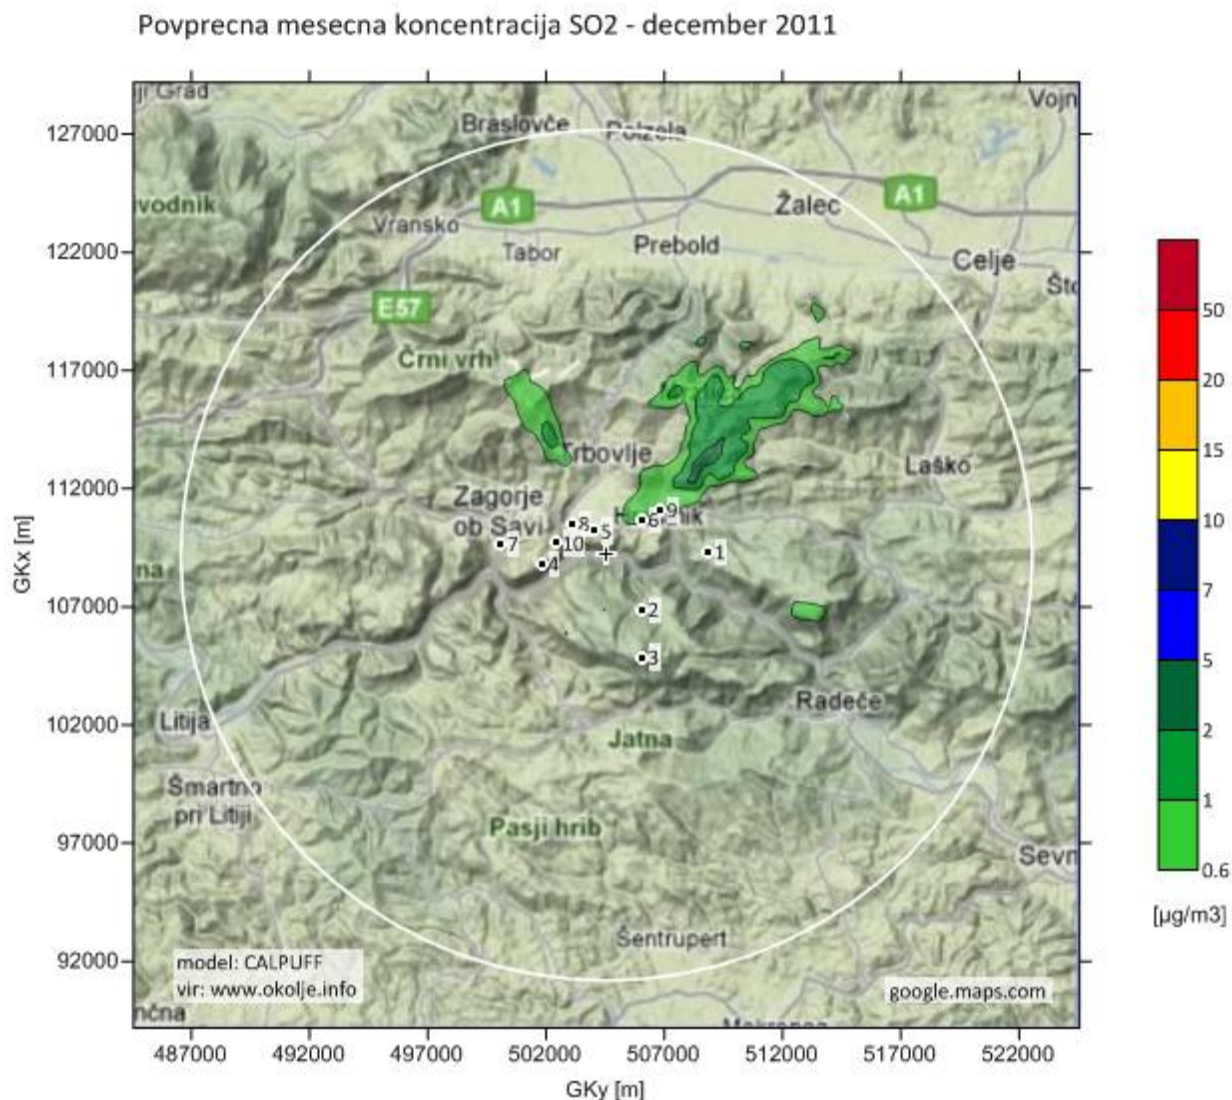 Povprecna mesecna koncentracija SO2 - december 2011
Vojn
127000
Braslovče
Polzela
A1
A1
vodnik
Žalec
Vransko
Prebold
122000
Tabor
Celje
Što
E57
50
Črni vrh
117000
20
Trbovlje
15
Laško
112000
Zagorje
ob Savi
10
8
5
6
9
7
10
4
1
GKx [m]
7
na
107000
2
5
3
Radeče
102000
Litija
2
Jatna
Šmartno
pri Litiji
1
Pasji hrib
97000
Sevn
0.6
[µg/m3]
Šentrupert
92000
model: CALPUFF
vir: www.okolje.info
google.maps.com
nčna
487000
492000
497000
502000
507000
512000
517000
522000
GKy [m]